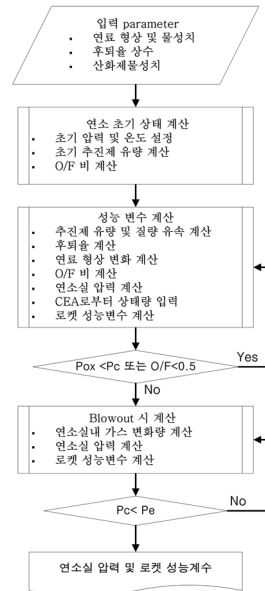 입력 parameter
• 연료 형상 및 물성치
• 후퇴율 상수
• 산화제물성치
연소 초기 상태 계산
• 초기 압력 및 온도 설정
• 초기 추진제 유량 계산
• O/F 비 계산
성능 변수 계산
• 추진제 유량 및 질량 유속 계산
• 후퇴율 계산
• 연료 형상 변화 계산
• O/F 비 계산
• 연소실 압력 계산
• CEA로부터 상태량 입력
• 로켓 성능변수 계산
Yes
Pox <Pc 또는 O/F<0.5
No
Blowout 시 계산
• 연소실내 가스 변화량 계산
• 연소실 압력 계산
• 로켓 성능변수 계산
No
Pc< Pe
연소실 압력 및 로켓 성능계수